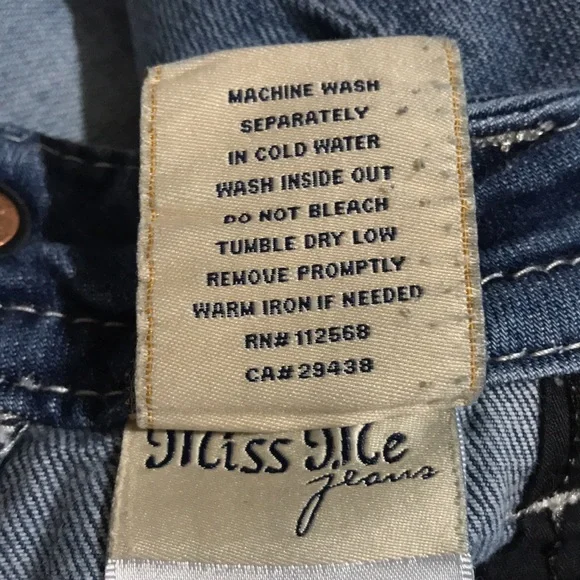 MACHINE WASH
SEPARATELY
IN COLD WATER
WASH INSIDE OUT
DO NOT BLEACH
TUMBLE DRY LOW
REMOVE PROMPTLY
WARM IRON IF NEEDED
RN# 112568
CA# 29438
Miss Me
jeans